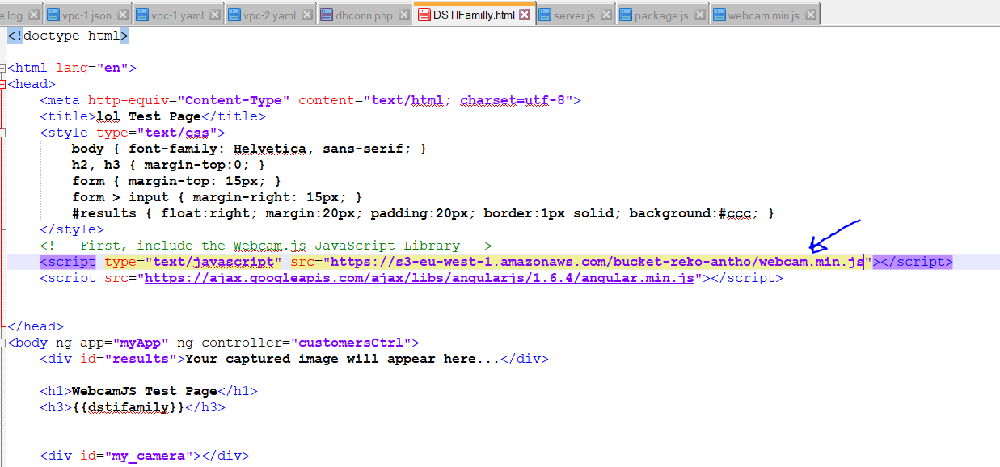 e.log vpc-1.json vpc-1.yaml vpc-2.yaml dbconn.php DSTIFamilly.html server.js package.js webcam.min.js
<!doctype html>
<html lang="en">
<head>
<meta http-equiv="Content-Type" content="text/html; charset=utf-8">
<title>lol Test Page</title>
<style type="text/css">
body { font-family: Helvetica, sans-serif; }
h2, h3 { margin-top:0; }
form { margin-top: 15px; }
form > input { margin-right: 15px; }
#results { float:right; margin:20px; padding:20px; border:1px solid; background:#ccc; }
</style>
<!-- First, include the Webcam.js JavaScript Library -->
<script type="text/javascript" src="https://s3-eu-west-1.amazonaws.com/bucket-reko-antho/webcam.min.js"></script>
<script src="https://ajax.googleapis.com/ajax/libs/angularjs/1.6.4/angular.min.js"></script>
</head>
<body ng-app="myApp" ng-controller="customersCtrl">
<div id="results">Your captured image will appear here...</div>
<h1>WebcamJS Test Page</h1>
<h3>{{dstifamily}}</h3>
<div id="my_camera"></div>